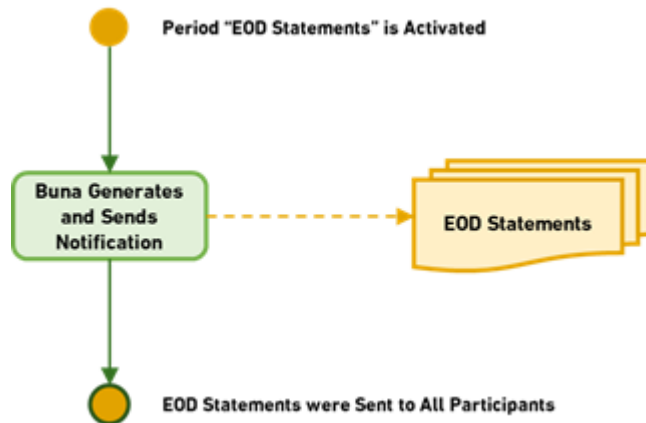 Period “EOD Statements” is Activated
Buna Generates
and Sends
Notification
EOD Statements
EOD Statements were Sent to All Participants